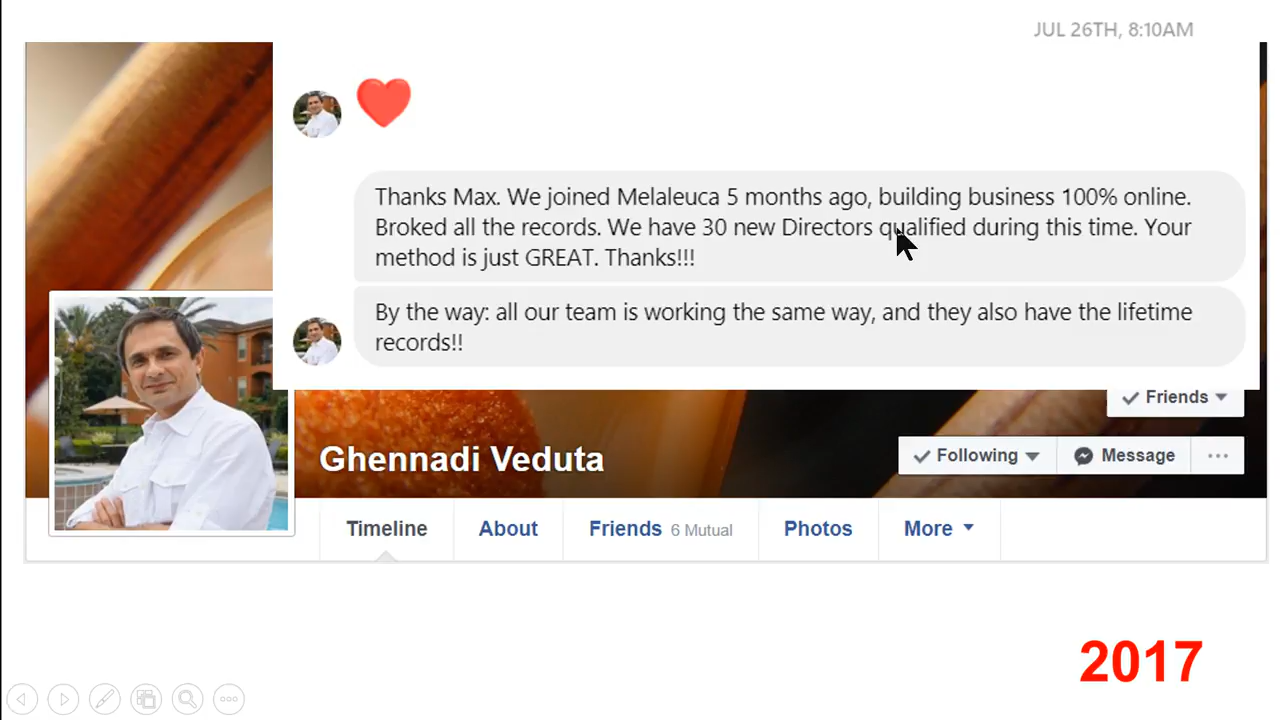 JUL 26TH, 8:10AM
Thanks Max. We joined Melaleuca 5 months ago, building business 100% online.
Broked all the records. We have 30 new Directors qualified during this time. Your
method is just GREAT. Thanks!!!
By the way: all our team is working the same way, and they also have the lifetime
records!!
Friends
Ghennadi Veduta
Following
Message
Timeline
About
Friends 6 Mutual
Photos
More
2017